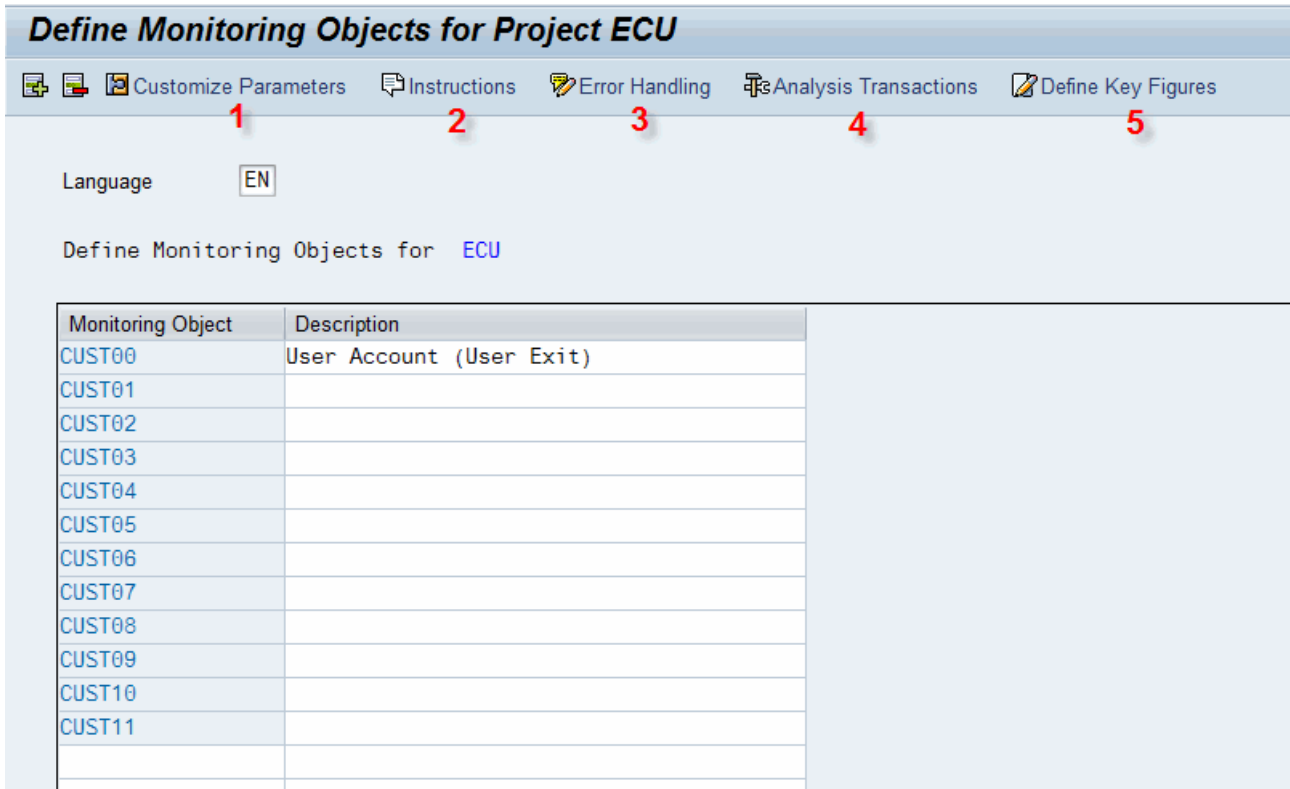 Define Monitoring Objects for Project ECU
Customize Parameters Instructions Error Handling Analysis Transactions Define Key Figures
1 2 3 4 5
Language EN
Define Monitoring Objects for ECU
Monitoring Object Description
CUST00 User Account (User Exit)
CUST01
CUST02
CUST03
CUST04
CUST05
CUST06
CUST07
CUST08
CUST09
CUST10
CUST11